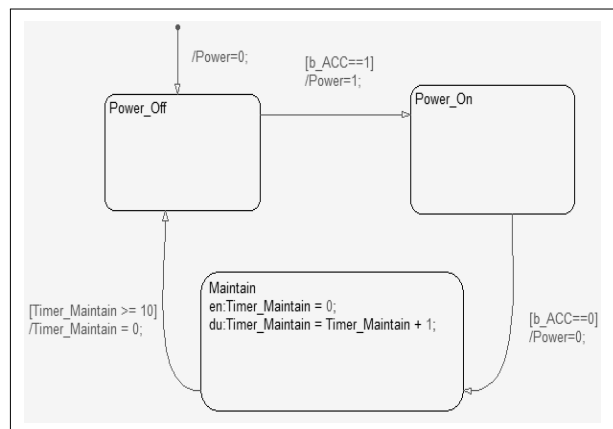 /Power=0;
[b_ACC==1]
/Power=1;
Power_Off
Power_On
[Timer_Maintain >= 10]
/Timer_Maintain = 0;
Maintain
en:Timer_Maintain = 0;
du:Timer_Maintain = Timer_Maintain + 1;
[b_ACC==0]
/Power=0;